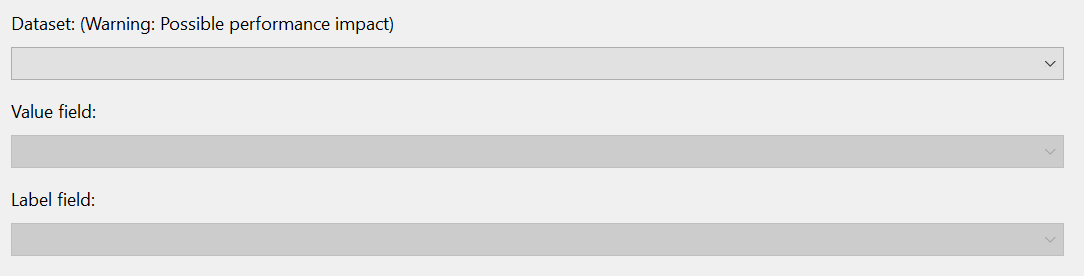 Dataset: (Warning: Possible performance impact)
Value field:
Label field: